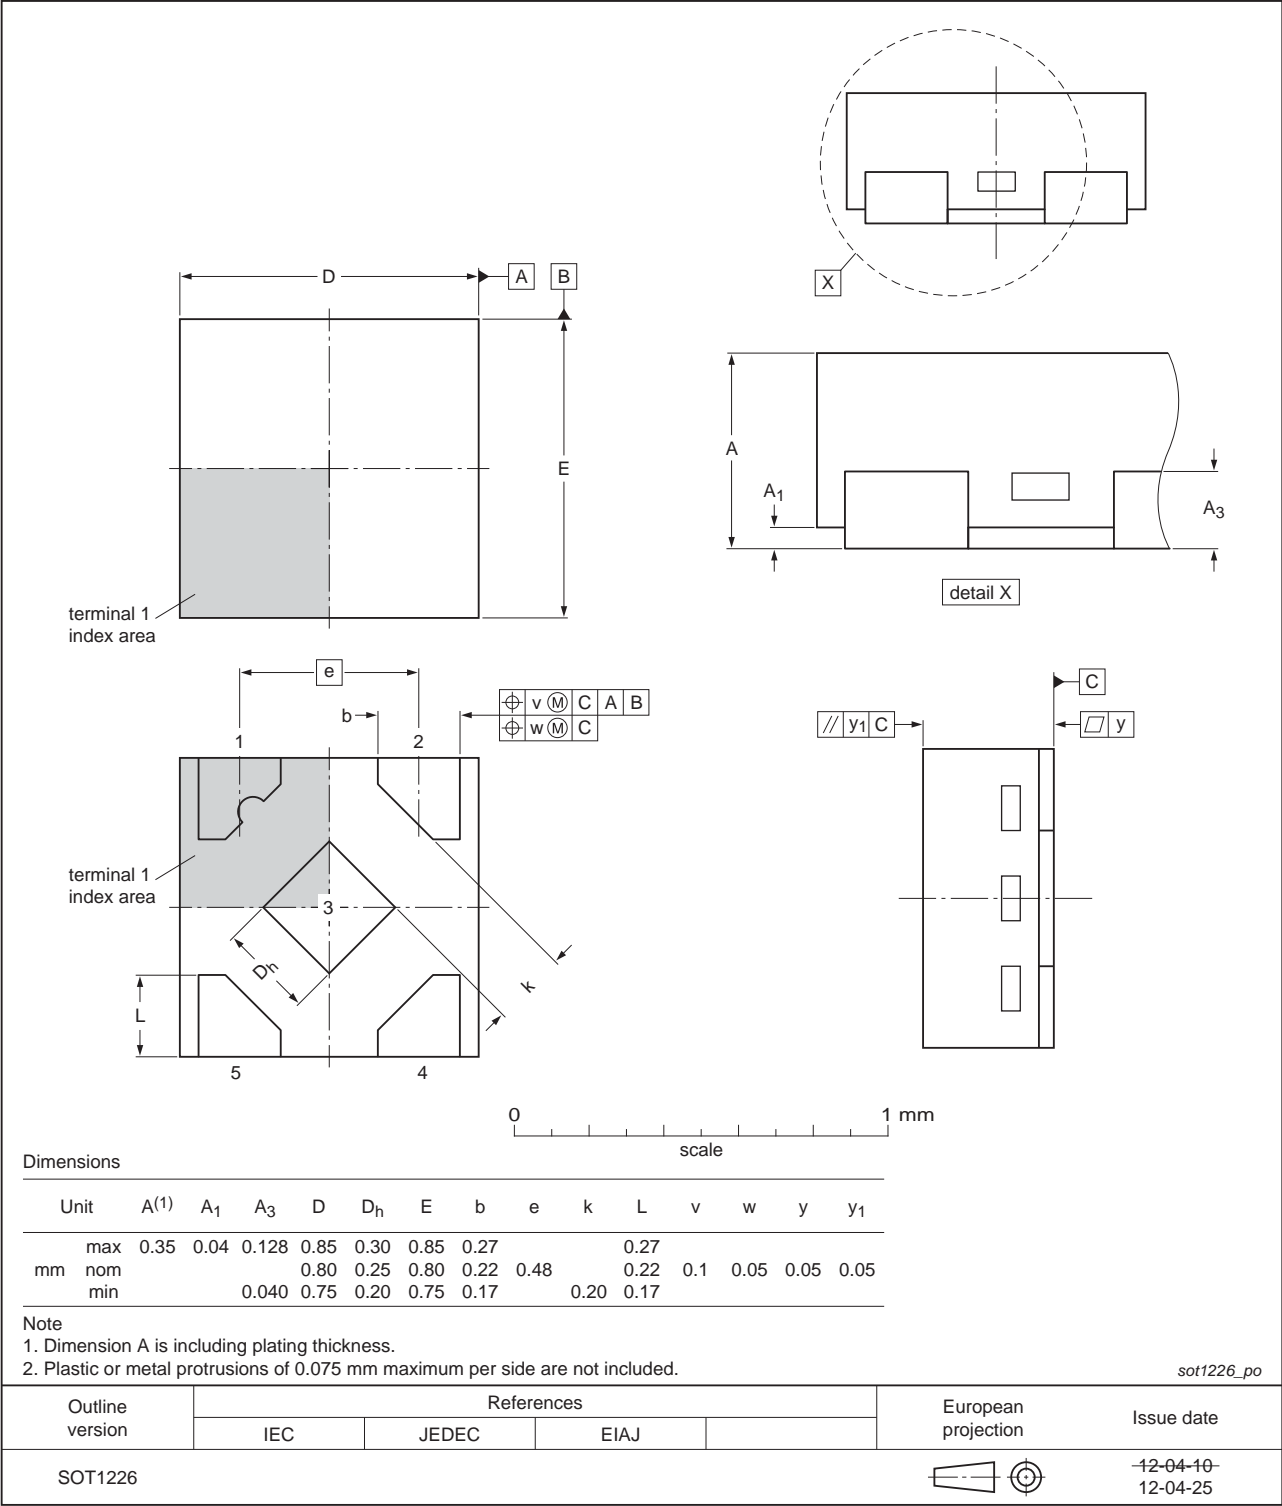 X
D
A
B
E
terminal 1
index area
A
A1
A3
detail X
e
b
v Ⓜ C A B
w Ⓜ C
1
2
terminal 1
index area
3
Dh
k
L
5
4
C
// y1 C
y
0
1 mm
scale
Dimensions
Unit A(1) A1 A3 D Dh E b e k L v w y y1
max 0.35 0.04 0.128 0.85 0.30 0.85 0.27 0.27
mm nom 0.80 0.25 0.80 0.22 0.48 0.22 0.1 0.05 0.05 0.05
min 0.040 0.75 0.20 0.75 0.17 0.20 0.17
Note
1. Dimension A is including plating thickness.
2. Plastic or metal protrusions of 0.075 mm maximum per side are not included.
sot1226_po
Outline
version
References
IEC JEDEC EIAJ
European
projection
Issue date
SOT1226
12-04-10
12-04-25